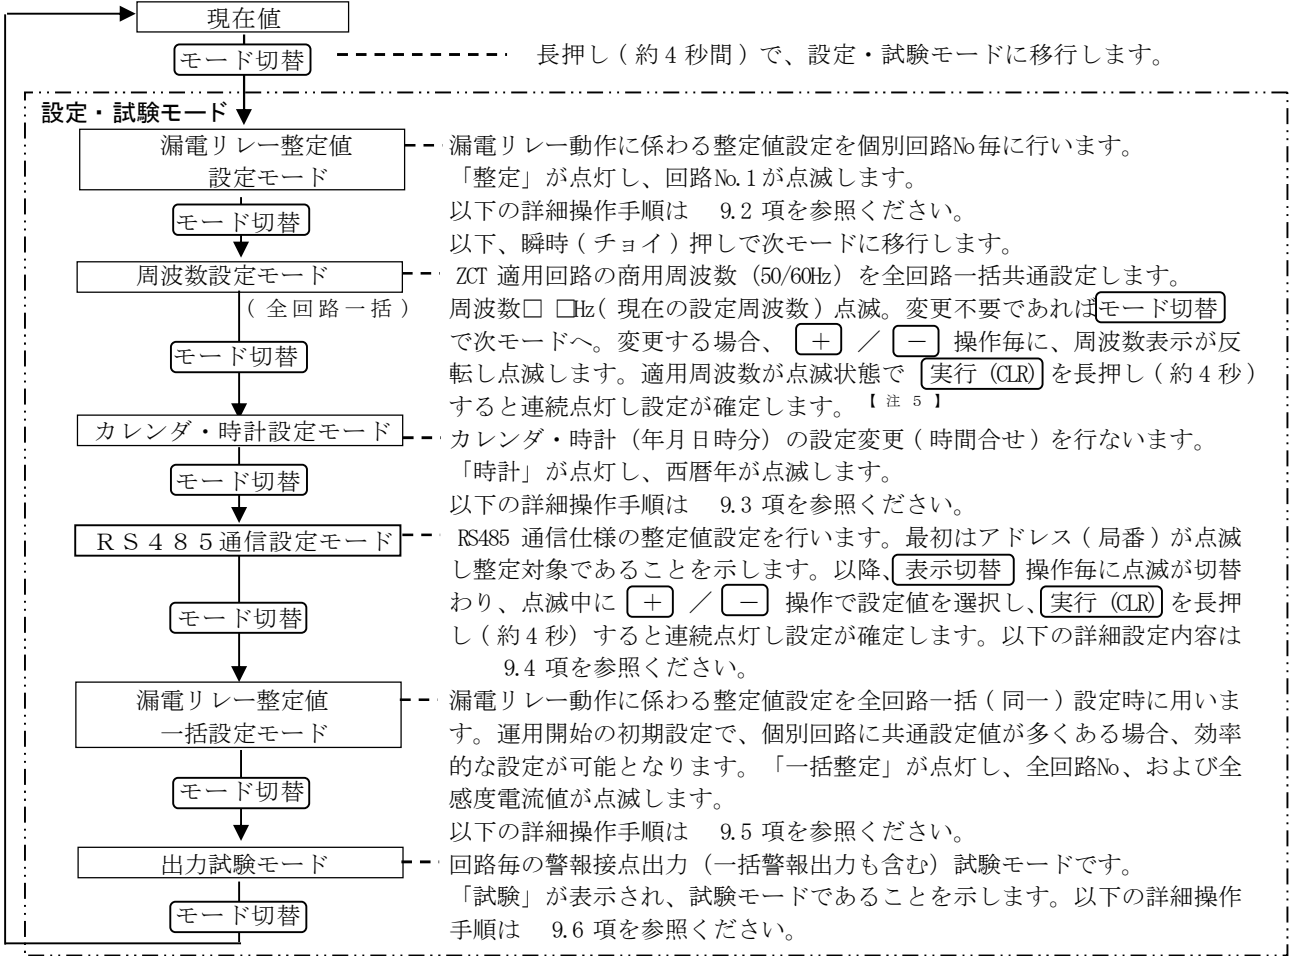 現在値
モード切替
長押し(約4秒間)で、設定・試験モードに移行します。
設定・試験モード
漏電リレー整定値
設定モード
漏電リレー動作に係わる整定値設定を個別回路No毎に行います。
「整定」が点灯し、回路No.1が点滅します。
以下の詳細操作手順は 9.2 項を参照ください。
以下、瞬時(チョイ)押しで次モードに移行します。
モード切替
周波数設定モード
(全回路一括)
ZCT 適用回路の商用周波数(50/60Hz)を全回路一括共通設定します。
周波数□ □Hz(現在の設定周波数)点滅。変更不要であればモード切替
で次モードへ。変更する場合、 + / - 操作毎に、周波数表示が反
転し点滅します。適用周波数が点滅状態で 実行(CLR) を長押し(約4秒)
すると連続点灯し設定が確定します。【注 5】
モード切替
カレンダ・時計設定モード
カレンダ・時計(年月日時分)の設定変更(時間合せ)を行ないます。
「時計」が点灯し、西暦年が点滅します。
以下の詳細操作手順は 9.3 項を参照ください。
モード切替
RS485通信設定モード
RS485 通信仕様の整定値設定を行います。最初はアドレス(局番)が点滅
し整定対象であることを示します。以降、表示切替 操作毎に点滅が切替
わり、点滅中に + / - 操作で設定値を選択し、実行(CLR) を長押
し(約4秒)すると連続点灯し設定が確定します。以下の詳細設定内容は
9.4 項を参照ください。
モード切替
漏電リレー整定値
一括設定モード
漏電リレー動作に係わる整定値設定を全回路一括(同一)設定時に用いま
す。運用開始の初期設定で、個別回路に共通設定値が多くある場合、効率
的な設定が可能となります。「一括整定」が点灯し、全回路No、および全
感度電流値が点滅します。
以下の詳細操作手順は 9.5 項を参照ください。
モード切替
出力試験モード
回路毎の警報接点出力(一括警報出力も含む)試験モードです。
「試験」が表示され、試験モードであることを示します。以下の詳細操作
手順は 9.6 項を参照ください。
モード切替